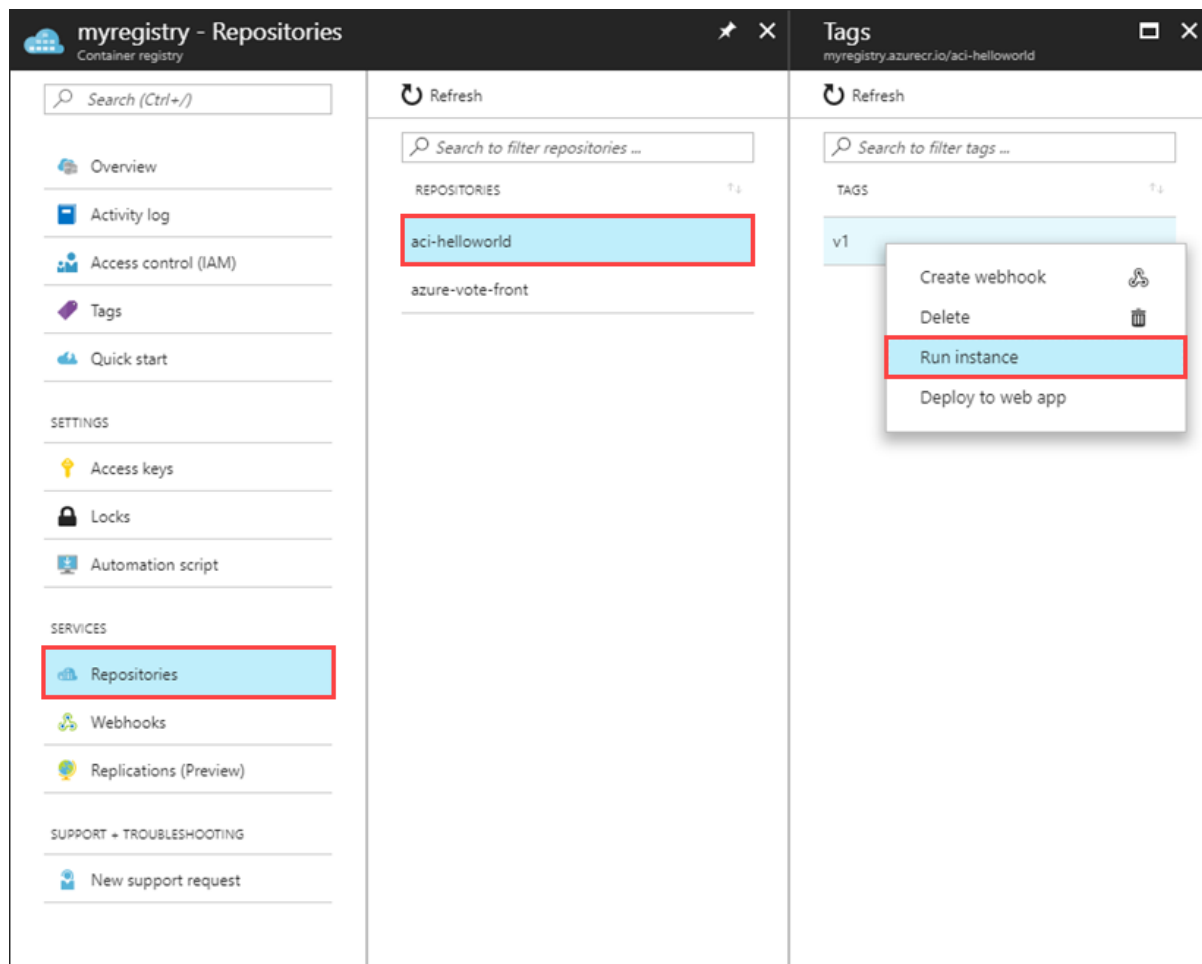 myregistry - Repositories
Container registry
Search (Ctrl+/)
Overview
Activity log
Access control (IAM)
Tags
Quick start
SETTINGS
Access keys
Locks
Automation script
SERVICES
Repositories
Webhooks
Replications (Preview)
SUPPORT + TROUBLESHOOTING
New support request
Refresh
Search to filter repositories ...
REPOSITORIES
aci-helloworld
azure-vote-front
Tags
myregistry.azurecr.io/aci-helloworld
Refresh
Search to filter tags ...
TAGS
v1
Create webhook
Delete
Run instance
Deploy to web app